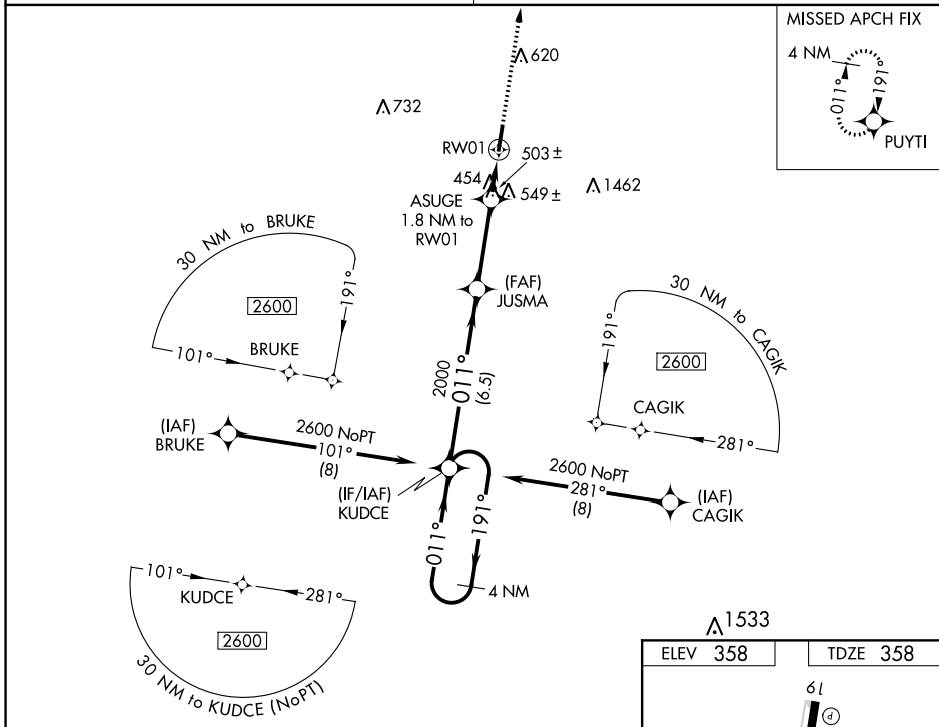 MISSED APCH FIX
4 NM
011°
191°
PUYTI
620
732
RW01
503 ±
454
549 ±
1462
ASUGE
1.8 NM to
RW01
30 NM to BRUKE
2600
191°
101°
BRUKE
(FAF)
JUSMA
30 NM to CAGIK
191°
2600
CAGIK
281°
2000
011°
(6.5)
(IAF)
BRUKE
2600 NoPT
101°
(8)
(IF/IAF)
KUDCE
2600 NoPT
281°
(8)
(IAF)
CAGIK
011°
191°
4 NM
101°
KUDCE
281°
2600
30 NM to KUDCE (NoPT)
1533
ELEV 358
TDZE 358
19
P